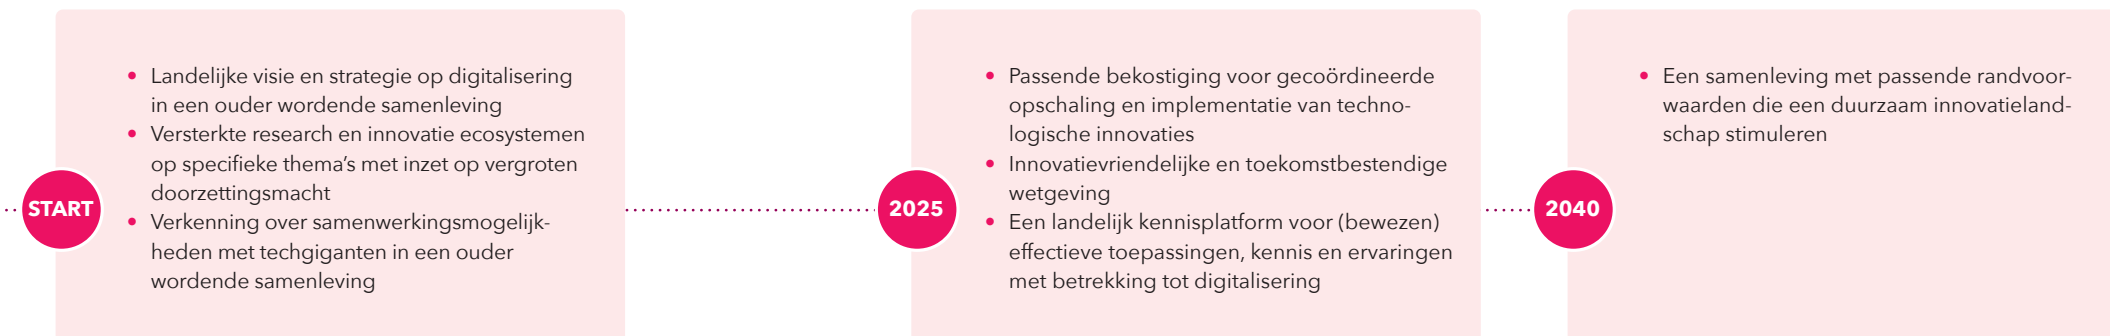 START
• Landelijke visie en strategie op digitalisering
in een ouder wordende samenleving
• Versterkte research en innovatie ecosystemen
op specifieke thema's met inzet op vergroten
doorzettingsmacht
• Verkenning over samenwerkingsmogelijk-
heden met techgiganten in een ouder
wordende samenleving
2025
• Passende bekostiging voor gecoördineerde
opschaling en implementatie van techno-
logische innovaties
• Innovatievriendelijke en toekomstbestendige
wetgeving
• Een landelijk kennisplatform voor (bewezen)
effectieve toepassingen, kennis en ervaringen
met betrekking tot digitalisering
2040
• Een samenleving met passende randvoor-
waarden die een duurzaam innovatieland-
schap stimuleren